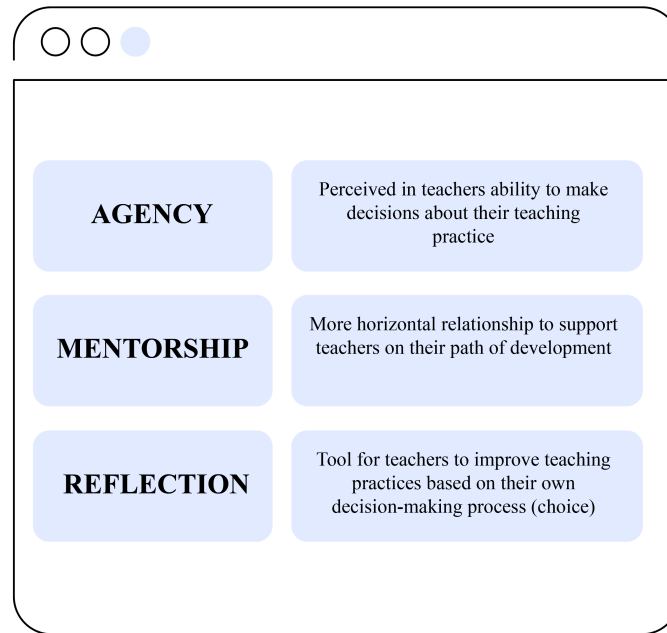 AGENCY
Perceived in teachers ability to make
decisions about their teaching
practice
MENTORSHIP
More horizontal relationship to support
teachers on their path of development
REFLECTION
Tool for teachers to improve teaching
practices based on their own
decision-making process (choice)